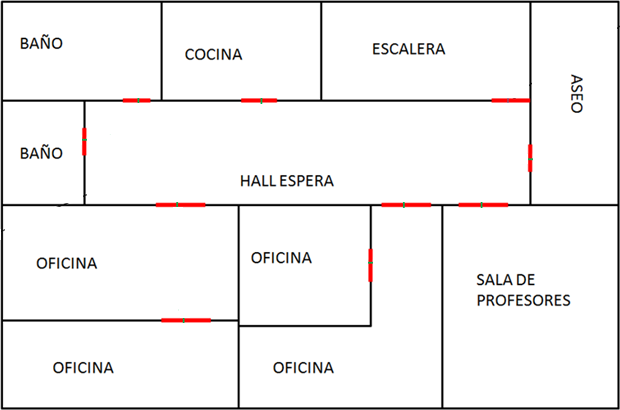 BAÑO
COCINA
ESCALERA
ASEO
BAÑO
HALL ESPERA
OFICINA
OFICINA
SALA DE
PROFESORES
OFICINA
OFICINA